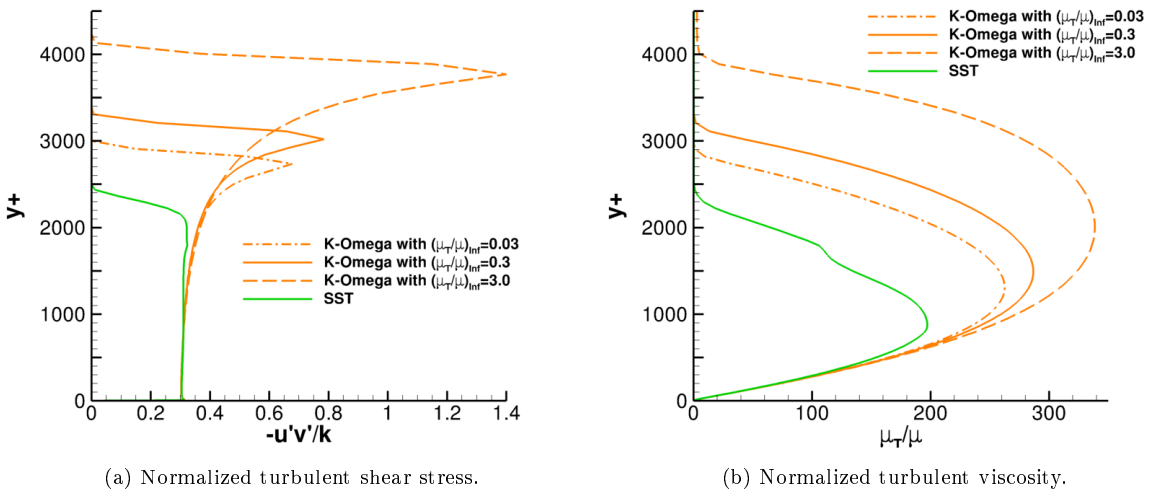 4000
3000
2000
1000
0
y+
K-Omega with (μT/μ)Inf=0.03
K-Omega with (μT/μ)Inf=0.3
K-Omega with (μT/μ)Inf=3.0
SST
0 0.2 0.4 0.6 0.8 1 1.2 1.4
-u'v'/k
(a) Normalized turbulent shear stress.
K-Omega with (μT/μ)Inf=0.03
K-Omega with (μT/μ)Inf=0.3
K-Omega with (μT/μ)Inf=3.0
SST
4000
3000
2000
1000
0
y+
0 100 200 300
μT/μ
(b) Normalized turbulent viscosity.